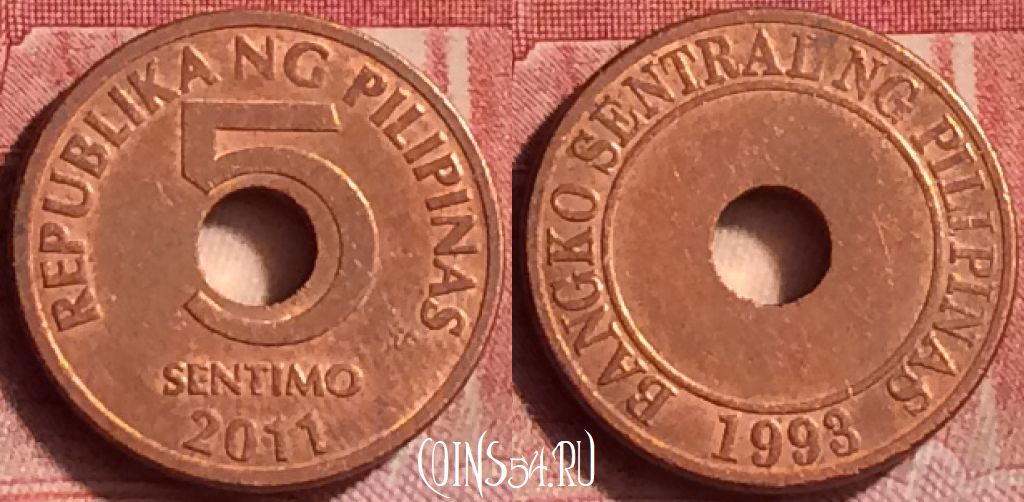 REPUBLIKA NG PILIPINAS
5
SENTIMO
2011
BANGKO SENTRAL NG PILIPINAS
1993
COINS54.RU